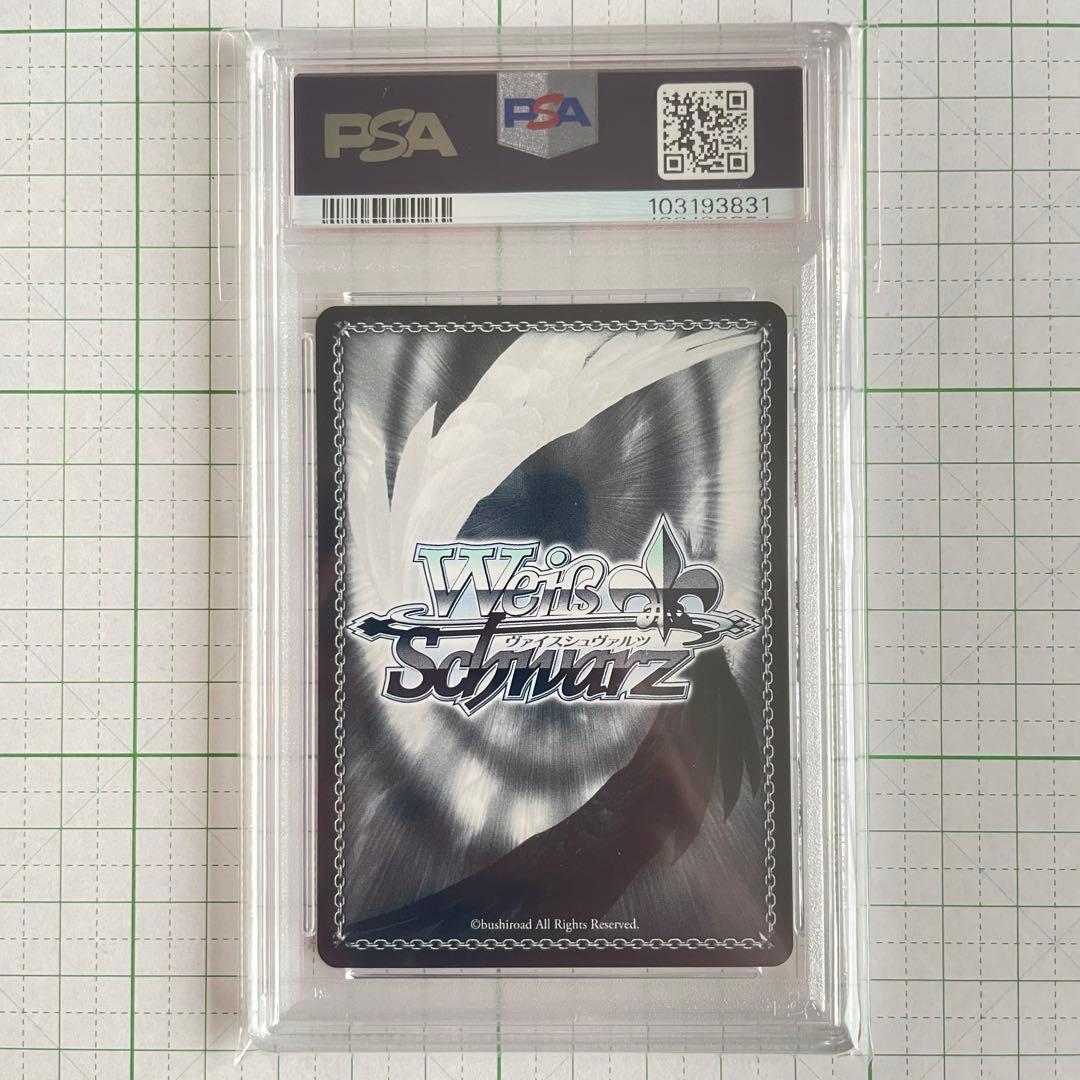 PSA
PSA
103193831
Weiß
ヴァイスシュヴァルツ
Schwarz
©bushiroad All Rights Reserved.